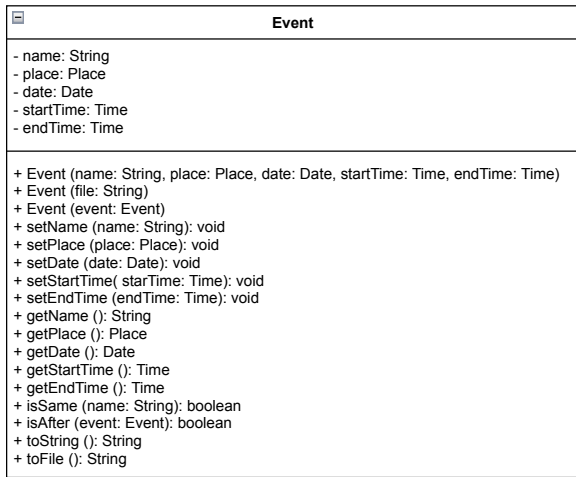 Event
- name: String
- place: Place
- date: Date
- startTime: Time
- endTime: Time
+ Event (name: String, place: Place, date: Date, startTime: Time, endTime: Time)
+ Event (file: String)
+ Event (event: Event)
+ setName (name: String): void
+ setPlace (place: Place): void
+ setDate (date: Date): void
+ setStartTime( starTime: Time): void
+ setEndTime (endTime: Time): void
+ getName (): String
+ getPlace (): Place
+ getDate (): Date
+ getStartTime (): Time
+ getEndTime (): Time
+ isSame (name: String): boolean
+ isAfter (event: Event): boolean
+ toString (): String
+ toFile (): String